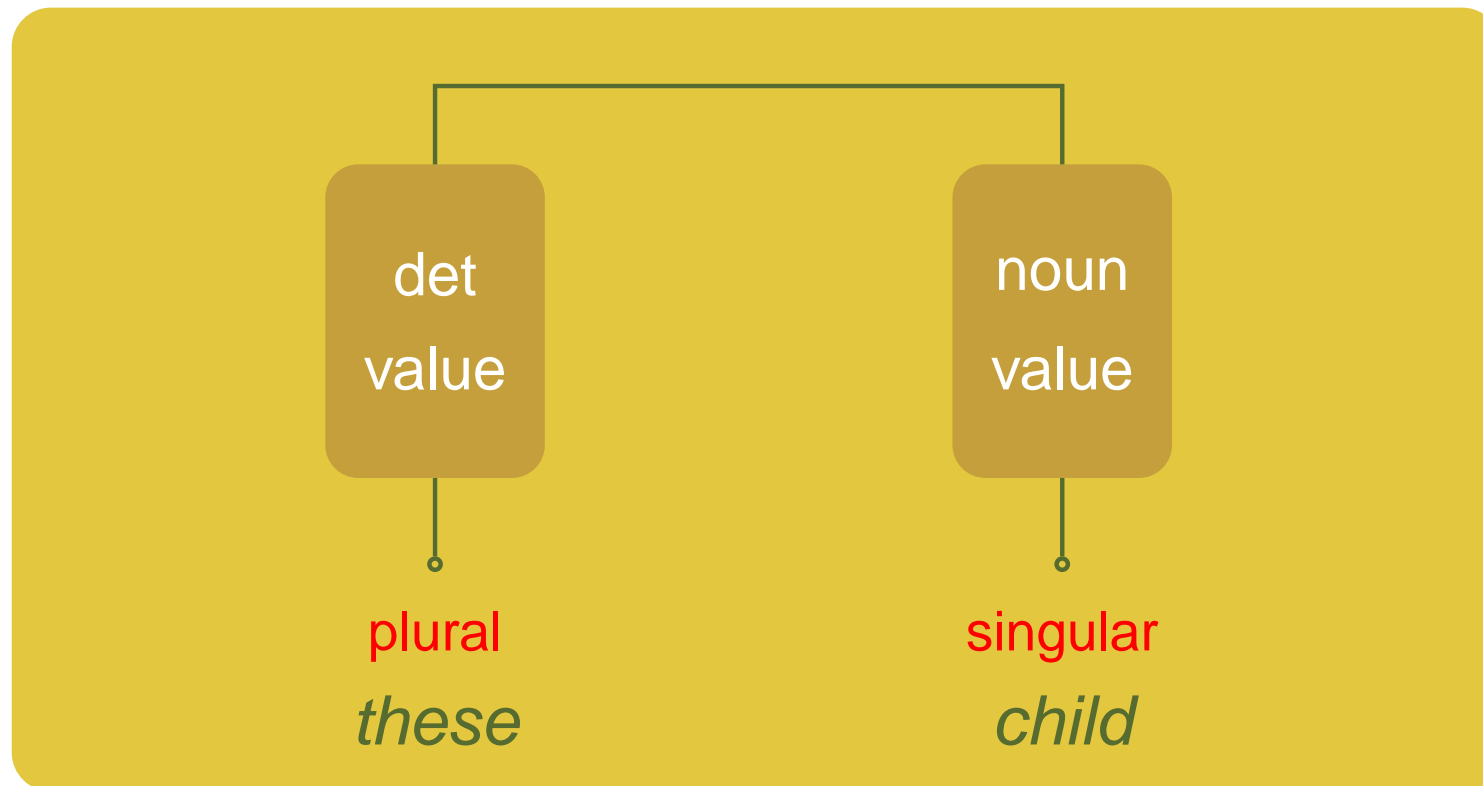 det noun
value value
plural singular
these child